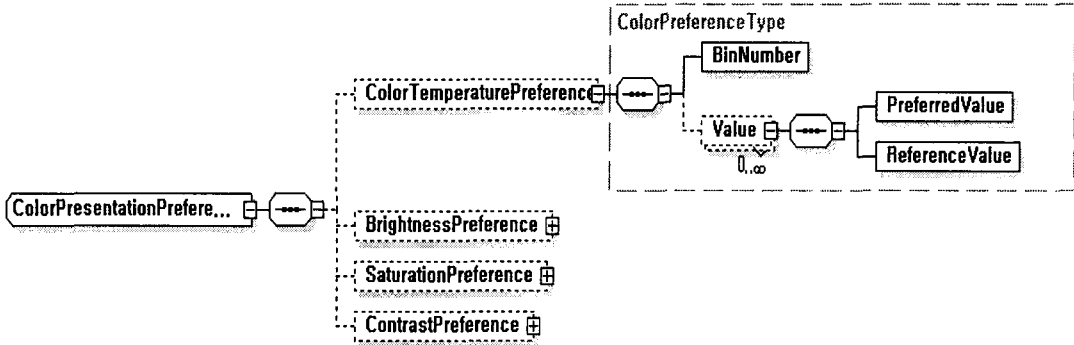 ColorPreferenceType
BinNumber
ColorTemperaturePreference
PreferredValue
Value
ReferenceValue
0..∞
ColorPresentationPrefere...
BrightnessPreference
SaturationPreference
ContrastPreference